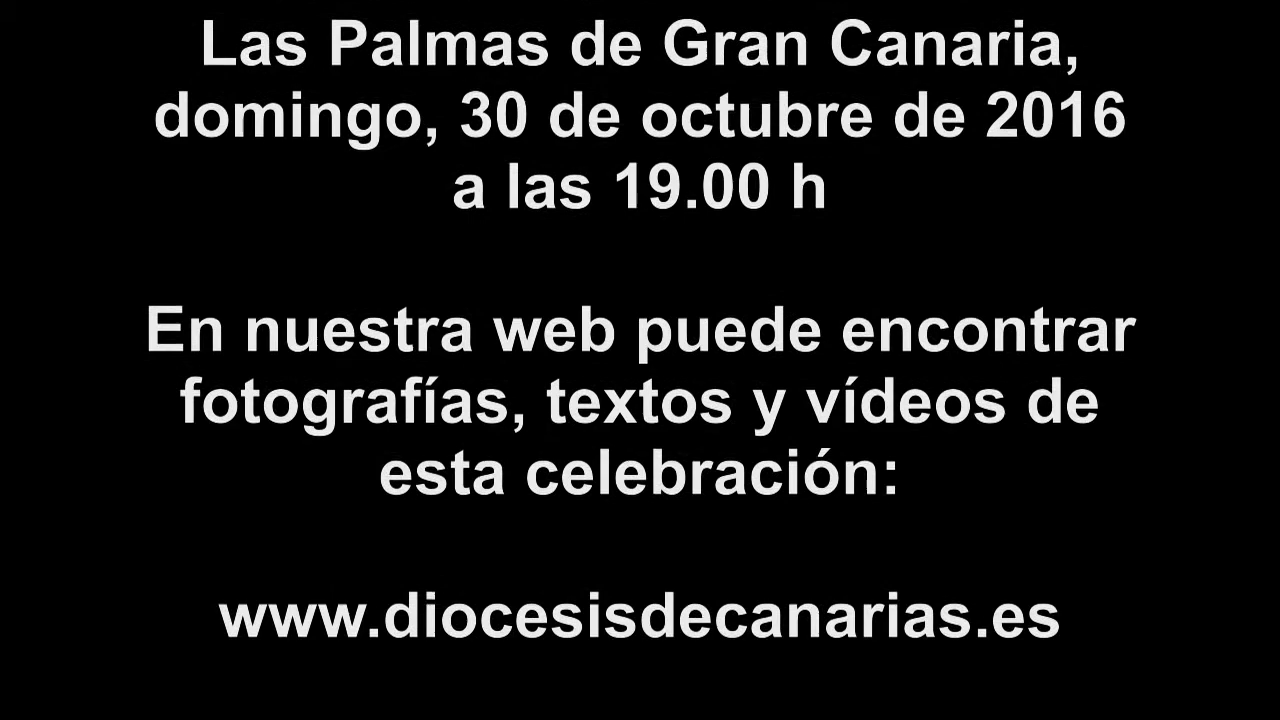 Las Palmas de Gran Canaria,
domingo, 30 de octubre de 2016
a las 19.00 h
En nuestra web puede encontrar
fotografías, textos y vídeos de
esta celebración:
www.diocesisdecanarias.es